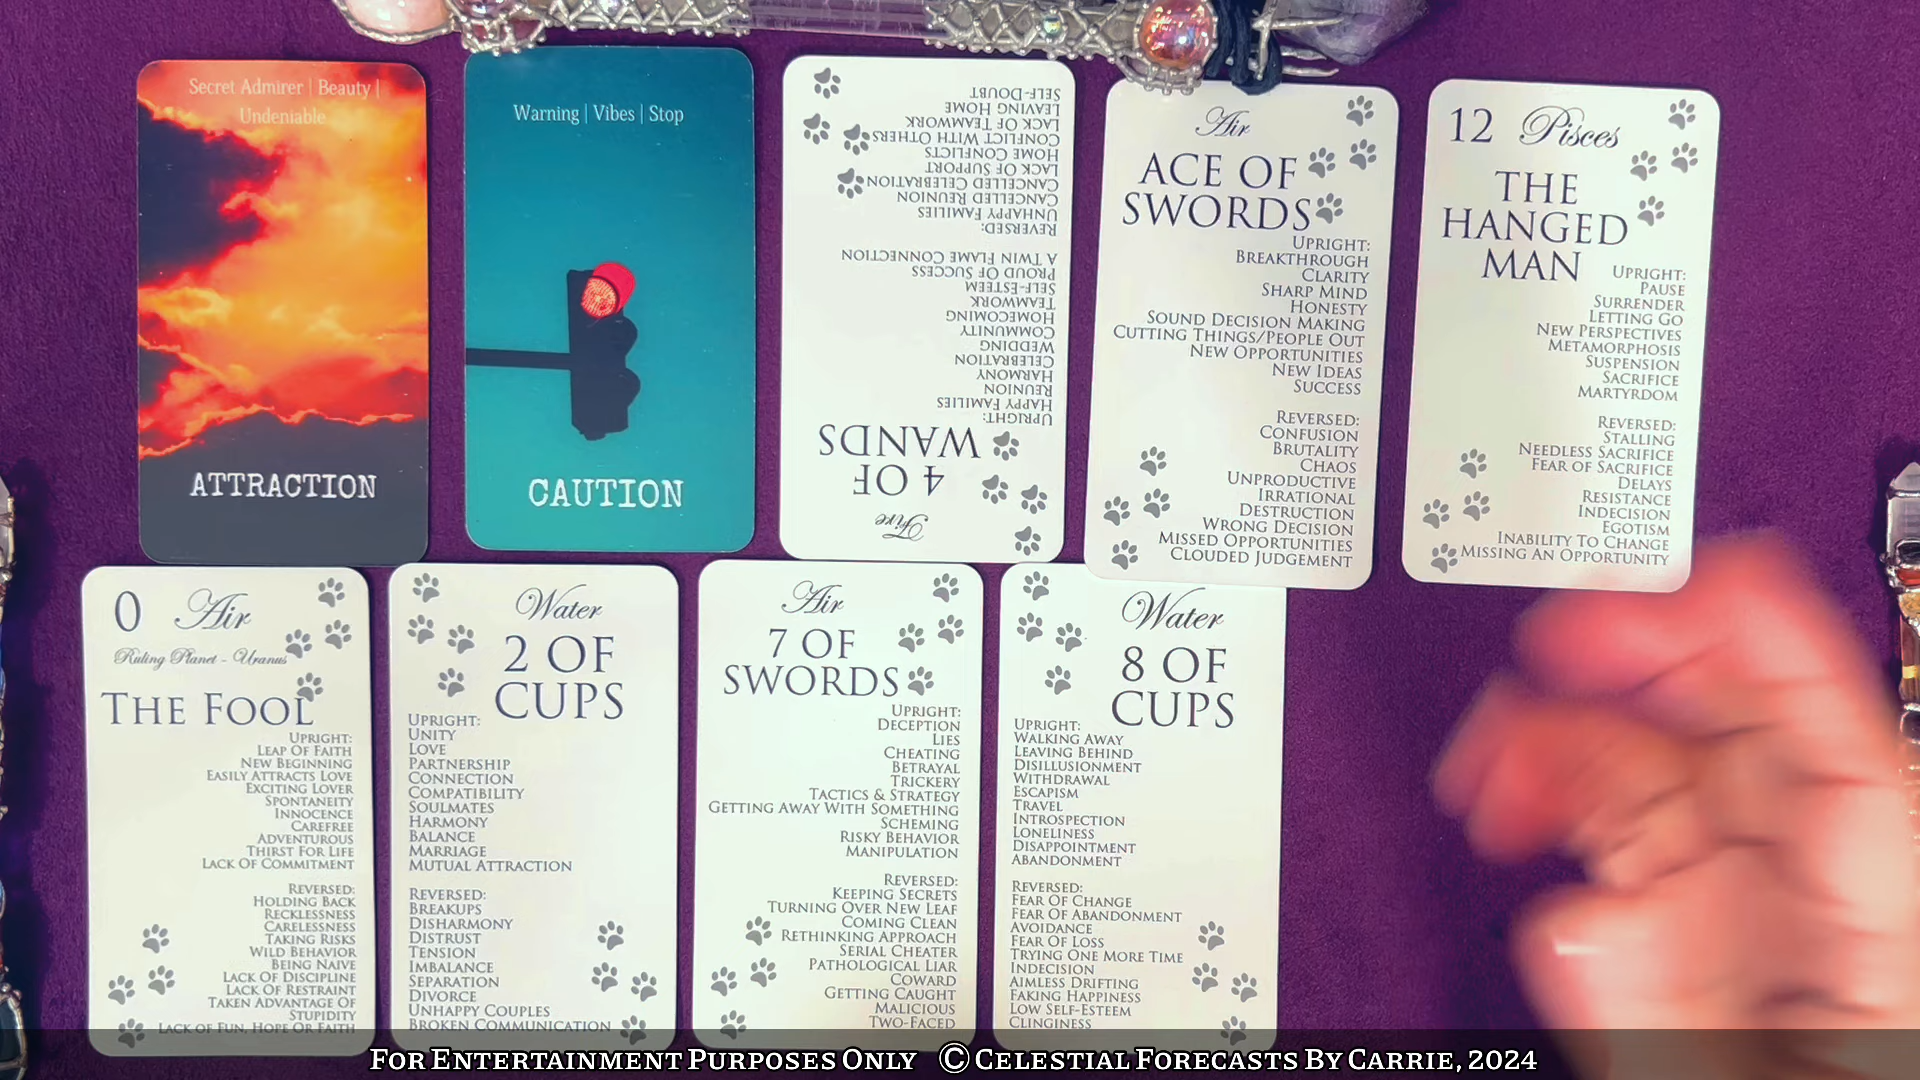 Secret Admirer | Beauty |
Undeniable
ATTRACTION
Warning | Vibes | Stop
CAUTION
Fire
4 OF
WANDS
UPRIGHT:
HAPPY FAMILIES
REUNION
HARMONY
CELEBRATION
WEDDING
COMMUNITY
HOMECOMING
TEAMWORK
SELF-ESTEEM
PROUD OF SUCCESS
A TWIN FLAME CONNECTION
REVERSED:
UNHAPPY FAMILIES
CANCELLED REUNION
CANCELLED CELEBRATION
LACK OF SUPPORT
HOME CONFLICTS
CONFLICT WITH OTHERS
LACK OF TEAMWORK
LEAVING HOME
SELF-DOUBT
Air
ACE OF
SWORDS
UPRIGHT:
BREAKTHROUGH
CLARITY
SHARP MIND
HONESTY
SOUND DECISION MAKING
CUTTING THINGS/PEOPLE OUT
NEW OPPORTUNITIES
NEW IDEAS
SUCCESS
REVERSED:
CONFUSION
BRUTALITY
CHAOS
UNPRODUCTIVE
IRRATIONAL
DESTRUCTION
WRONG DECISION
MISSED OPPORTUNITIES
CLOUDED JUDGEMENT
12 Pisces
THE
HANGED
MAN
UPRIGHT:
PAUSE
SURRENDER
LETTING GO
NEW PERSPECTIVES
METAMORPHOSIS
SUSPENSION
SACRIFICE
MARTYRDOM
REVERSED:
STALLING
NEEDLESS SACRIFICE
FEAR OF SACRIFICE
DELAYS
RESISTANCE
INDECISION
EGOTISM
INABILITY TO CHANGE
MISSING AN OPPORTUNITY
0 Air
Ruling Planet - Uranus
THE FOOL
UPRIGHT:
LEAP OF FAITH
NEW BEGINNING
EASILY ATTRACTS LOVE
EXCITING LOVER
SPONTANEITY
INNOCENCE
CAREFREE
ADVENTUROUS
THIRST FOR LIFE
LACK OF COMMITMENT
REVERSED:
HOLDING BACK
RECKLESSNESS
CARELESSNESS
TAKING RISKS
WILD BEHAVIOR
BEING NAIVE
LACK OF DISCIPLINE
LACK OF RESTRAINT
TAKEN ADVANTAGE OF
STUPIDITY
LACK OF FUN, HOPE OR FAITH
Water
2 OF
CUPS
UPRIGHT:
UNITY
LOVE
PARTNERSHIP
CONNECTION
COMPATIBILITY
SOULMATES
HARMONY
BALANCE
MARRIAGE
MUTUAL ATTRACTION
REVERSED:
BREAKUPS
DISHARMONY
DISTRUST
TENSION
IMBALANCE
SEPARATION
DIVORCE
UNHAPPY COUPLES
BROKEN COMMUNICATION
Air
7 OF
SWORDS
UPRIGHT:
DECEPTION
LIES
CHEATING
BETRAYAL
TRICKERY
TACTICS & STRATEGY
GETTING AWAY WITH SOMETHING
SCHEMING
RISKY BEHAVIOR
MANIPULATION
REVERSED:
KEEPING SECRETS
TURNING OVER NEW LEAF
COMING CLEAN
RETHINKING APPROACH
SERIAL CHEATER
PATHOLOGICAL LIAR
COWARD
GETTING CAUGHT
MALICIOUS
TWO-FACED
Water
8 OF
CUPS
UPRIGHT:
WALKING AWAY
LEAVING BEHIND
DISILLUSIONMENT
WITHDRAWAL
ESCAPISM
TRAVEL
INTROSPECTION
LONELINESS
DISAPPOINTMENT
ABANDONMENT
REVERSED:
FEAR OF CHANGE
FEAR OF ABANDONMENT
AVOIDANCE
FEAR OF LOSS
TRYING ONE MORE TIME
INDECISION
AIMLESS DRIFTING
FAKING HAPPINESS
LOW SELF-ESTEEM
CLINGINESS
FOR ENTERTAINMENT PURPOSES ONLY © CELESTIAL FORECASTS BY CARRIE, 2024